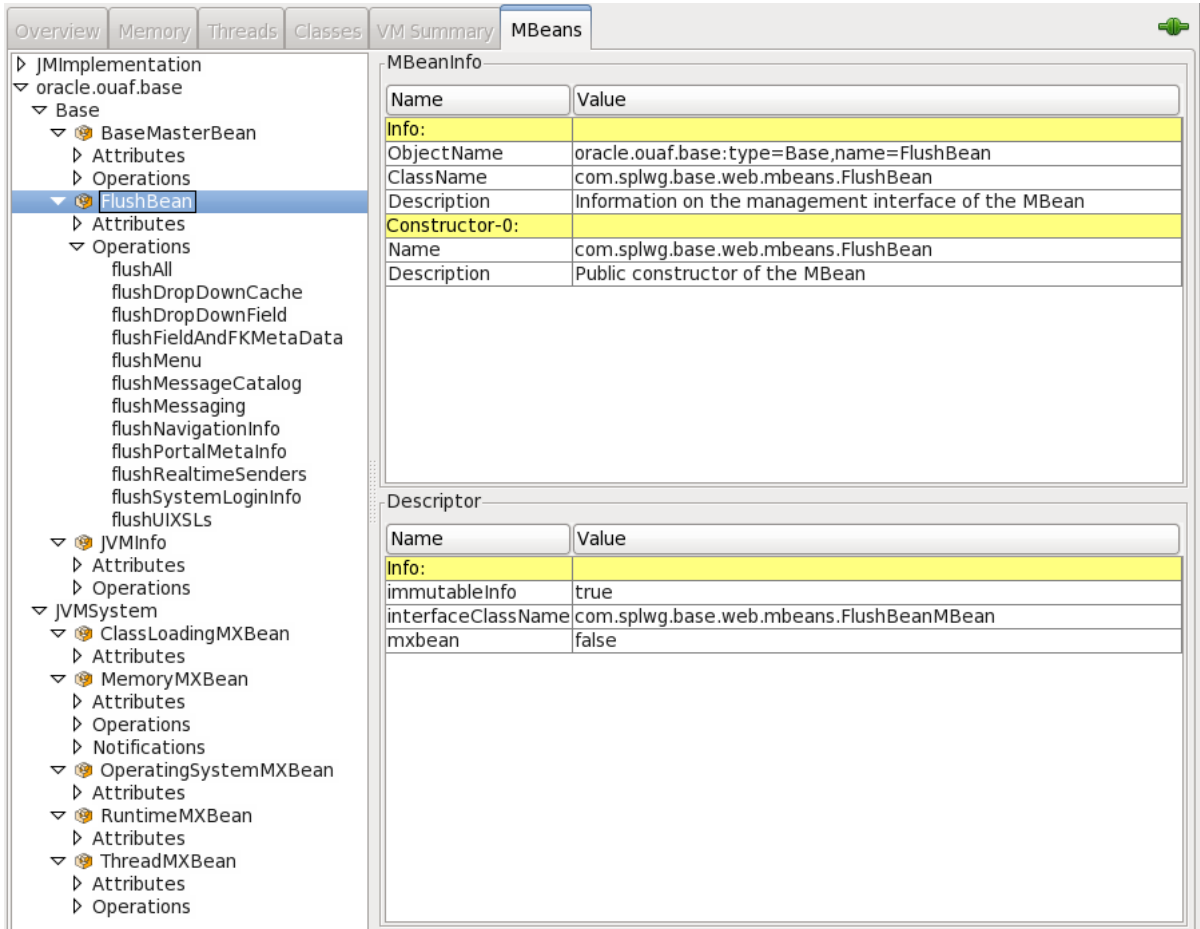 Overview Memory Threads Classes VM Summary MBeans
JMImplementation
oracle.ouaf.base
Base
BaseMasterBean
Attributes
Operations
FlushBean
Attributes
Operations
flushAll
flushDropDownCache
flushDropDownField
flushFieldAndFKMetaData
flushMenu
flushMessageCatalog
flushMessaging
flushNavigationInfo
flushPortalMetaInfo
flushRealtimeSenders
flushSystemLoginInfo
flushUIXSLs
JVMInfo
Attributes
Operations
JVMSystem
ClassLoadingMXBean
Attributes
MemoryMXBean
Attributes
Operations
Notifications
OperatingSystemMXBean
Attributes
RuntimeMXBean
Attributes
ThreadMXBean
Attributes
Operations
MBeanInfo
Name Value
Info:
ObjectName oracle.ouaf.base:type=Base,name=FlushBean
ClassName com.splwg.base.web.mbeans.FlushBean
Description Information on the management interface of the MBean
Constructor-0:
Name com.splwg.base.web.mbeans.FlushBean
Description Public constructor of the MBean
Descriptor
Name Value
Info:
immutableInfo true
interfaceClassName com.splwg.base.web.mbeans.FlushBeanMBean
mxbean false